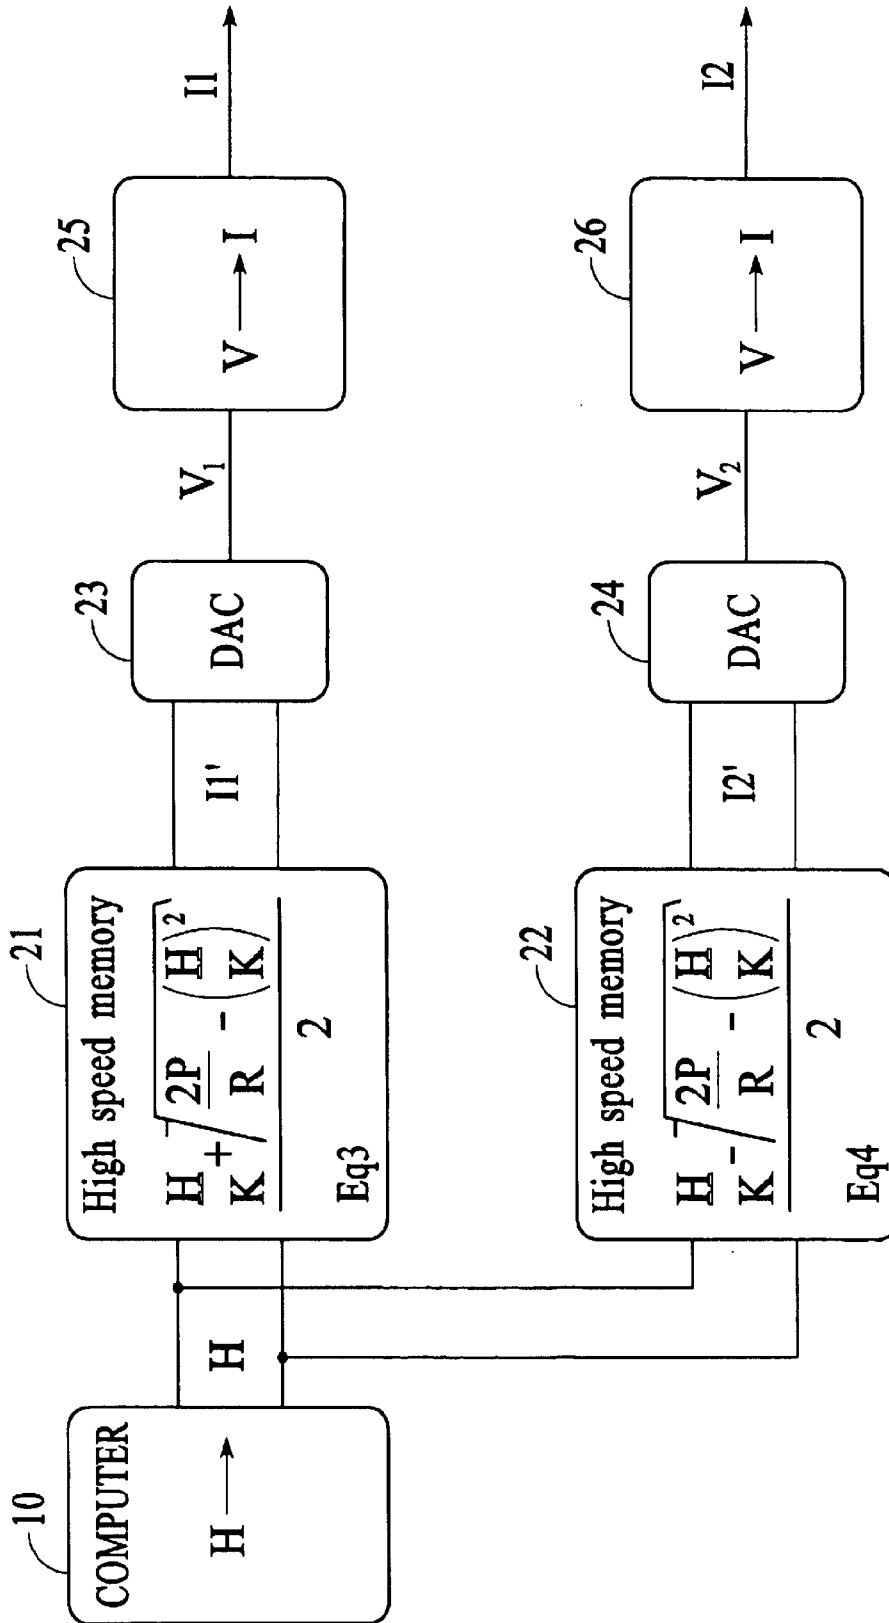 10
COMPUTER
H → H
21
High speed memory
H/K + √(2P/R - (H/K)²)
2
Eq3
I1'
23
DAC
V₁
25
V → I
I1
22
High speed memory
H/K - √(2P/R - (H/K)²)
2
Eq4
I2'
24
DAC
V₂
26
V → I
I2